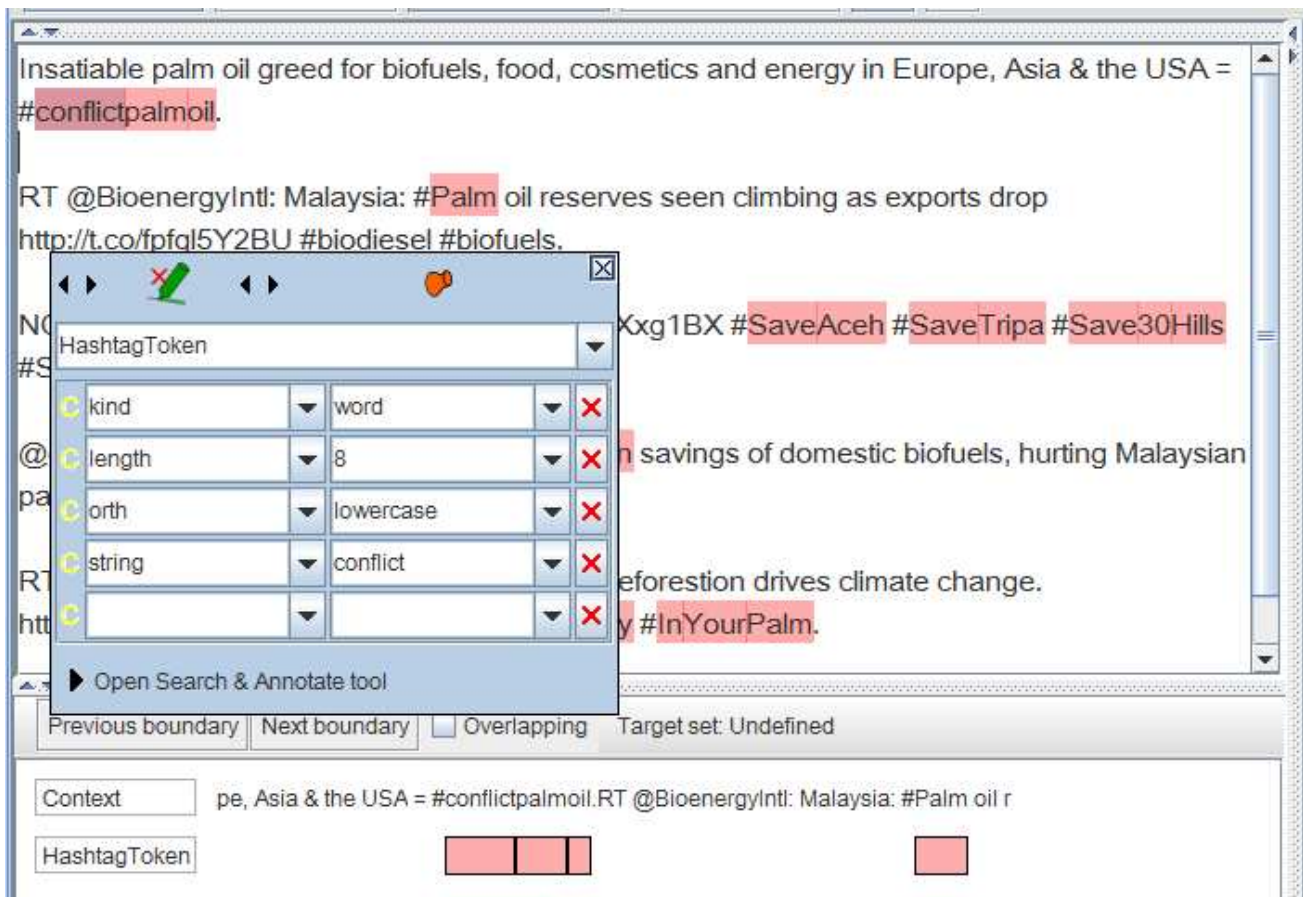 Insatiable palm oil greed for biofuels, food, cosmetics and energy in Europe, Asia & the USA =
#conflictpalmoil.
RT @BioenergyIntl: Malaysia: #Palm oil reserves seen climbing as exports drop
http://t.co/fpfql5Y2BU #biodiesel #biofuels.
Xxg1BX #SaveAceh #SaveTripa #Save30Hills
#S
HashtagToken
C kind word
C length 8
@ savings of domestic biofuels, hurting Malaysian
pa
C orth lowercase
C string conflict
RT eforestion drives climate change.
C
htt y #InYourPalm.
Open Search & Annotate tool
Previous boundary Next boundary Overlapping Target set: Undefined
Context pe, Asia & the USA = #conflictpalmoil.RT @BioenergyIntl: Malaysia: #Palm oil r
HashtagToken